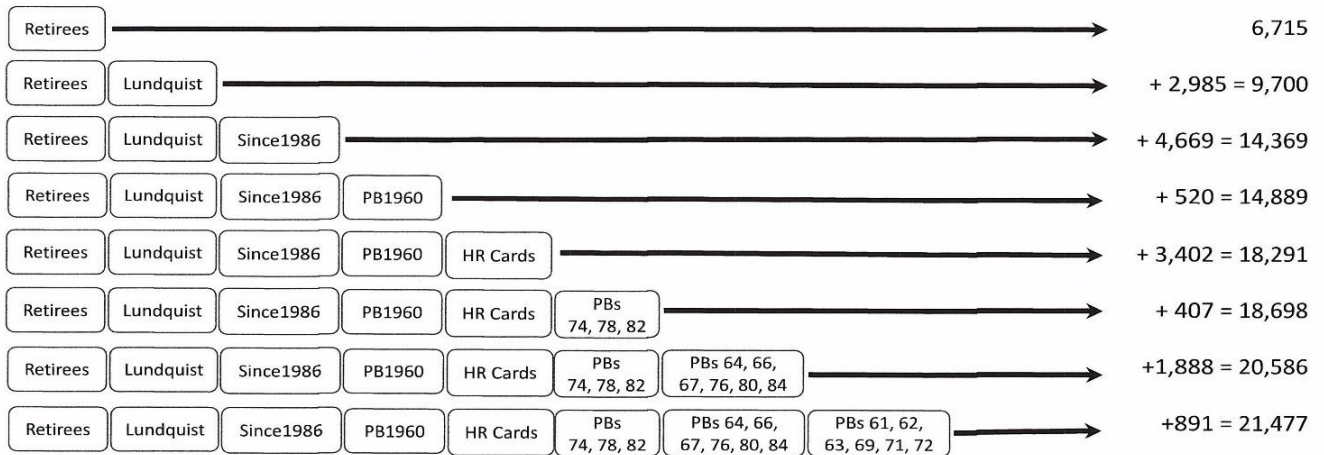 Retirees 6,715
Retirees Lundquist + 2,985 = 9,700
Retirees Lundquist Since1986 + 4,669 = 14,369
Retirees Lundquist Since1986 PB1960 + 520 = 14,889
Retirees Lundquist Since1986 PB1960 HR Cards + 3,402 = 18,291
Retirees Lundquist Since1986 PB1960 HR Cards PBs 74, 78, 82 + 407 = 18,698
Retirees Lundquist Since1986 PB1960 HR Cards PBs 74, 78, 82 PBs 64, 66, 67, 76, 80, 84 +1,888 = 20,586
Retirees Lundquist Since1986 PB1960 HR Cards PBs 74, 78, 82 PBs 64, 66, 67, 76, 80, 84 PBs 61, 62, 63, 69, 71, 72 +891 = 21,477